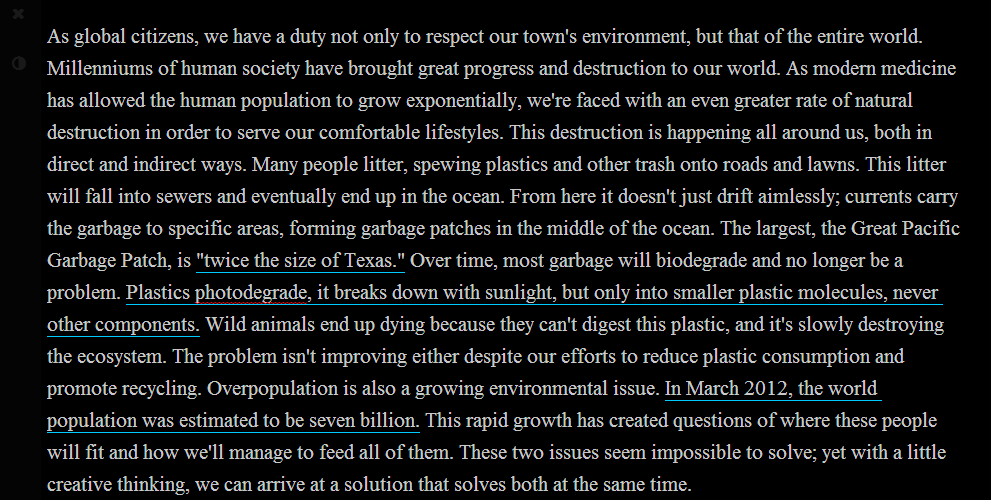 As global citizens, we have a duty not only to respect our town's environment, but that of the entire world.
Millenniums of human society have brought great progress and destruction to our world. As modern medicine
has allowed the human population to grow exponentially, we're faced with an even greater rate of natural
destruction in order to serve our comfortable lifestyles. This destruction is happening all around us, both in
direct and indirect ways. Many people litter, spewing plastics and other trash onto roads and lawns. This litter
will fall into sewers and eventually end up in the ocean. From here it doesn't just drift aimlessly; currents carry
the garbage to specific areas, forming garbage patches in the middle of the ocean. The largest, the Great Pacific
Garbage Patch, is "twice the size of Texas." Over time, most garbage will biodegrade and no longer be a
problem. Plastics photodegrade, it breaks down with sunlight, but only into smaller plastic molecules, never
other components. Wild animals end up dying because they can't digest this plastic, and it's slowly destroying
the ecosystem. The problem isn't improving either despite our efforts to reduce plastic consumption and
promote recycling. Overpopulation is also a growing environmental issue. In March 2012, the world
population was estimated to be seven billion. This rapid growth has created questions of where these people
will fit and how we'll manage to feed all of them. These two issues seem impossible to solve; yet with a little
creative thinking, we can arrive at a solution that solves both at the same time.